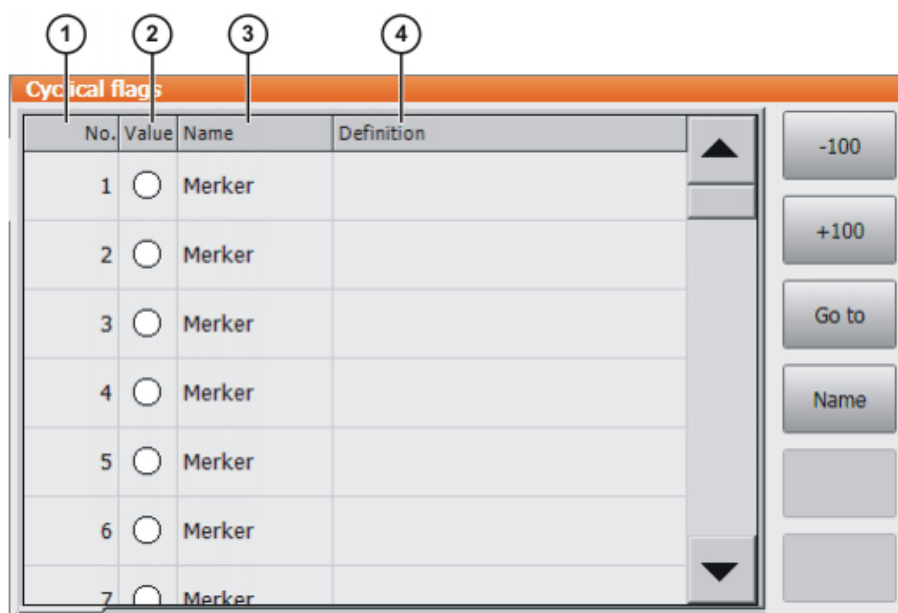 1 2 3 4
Cyclical flags
No. Value Name Definition
-100
1 Merker
+100
2 Merker
Go to
3 Merker
Name
4 Merker
5 Merker
6 Merker
7 Merker